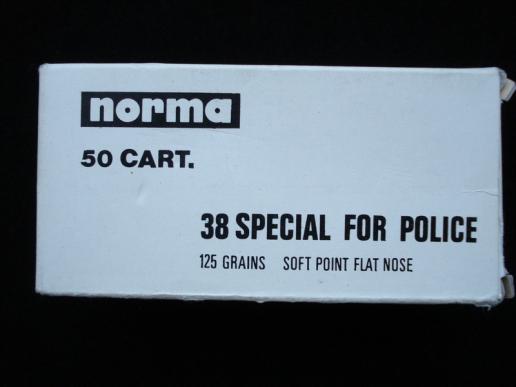 norma
50 CART.
38 SPECIAL FOR POLICE
125 GRAINS SOFT POINT FLAT NOSE